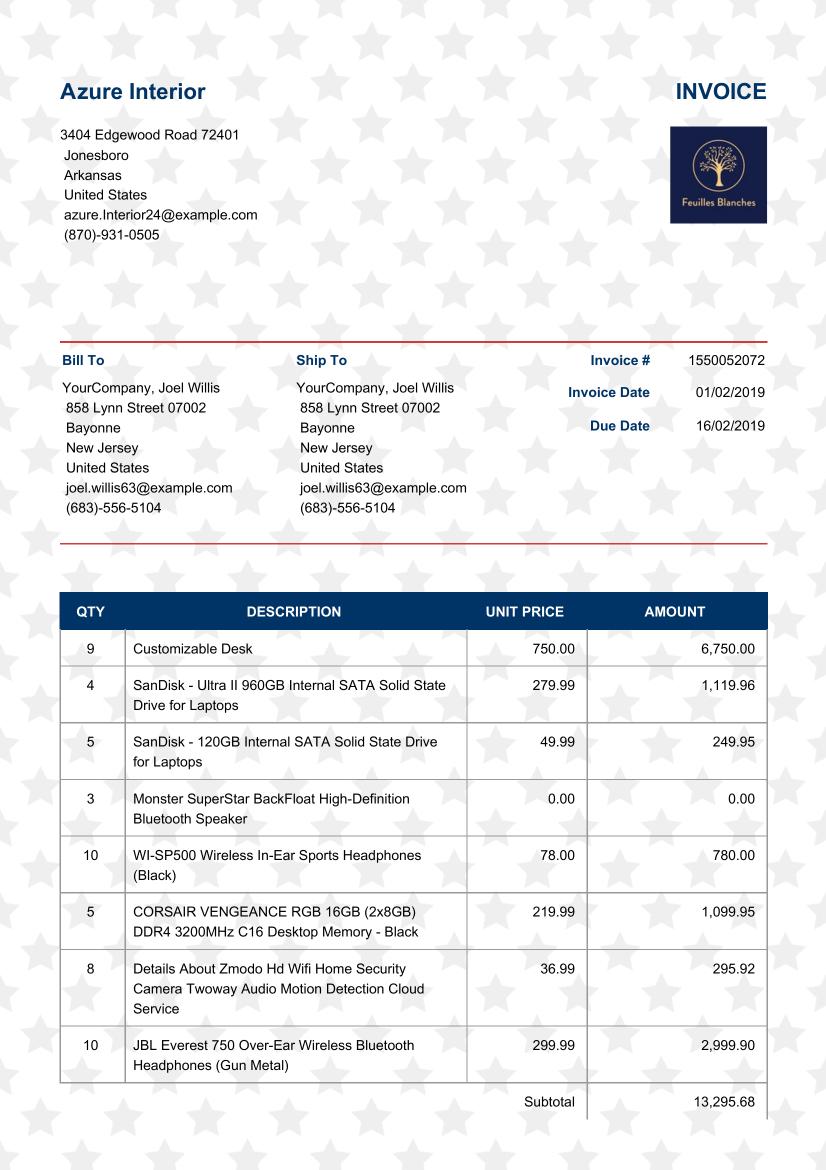 Azure Interior
INVOICE
3404 Edgewood Road 72401
Jonesboro
Arkansas
United States
azure.Interior24@example.com
(870)-931-0505
Feuilles Blanches
Bill To
YourCompany, Joel Willis
858 Lynn Street 07002
Bayonne
New Jersey
United States
joel.willis63@example.com
(683)-556-5104
Ship To
YourCompany, Joel Willis
858 Lynn Street 07002
Bayonne
New Jersey
United States
joel.willis63@example.com
(683)-556-5104
Invoice # 1550052072
Invoice Date 01/02/2019
Due Date 16/02/2019
QTY DESCRIPTION UNIT PRICE AMOUNT
9 Customizable Desk 750.00 6,750.00
4 SanDisk - Ultra II 960GB Internal SATA Solid State 279.99 1,119.96
Drive for Laptops
5 SanDisk - 120GB Internal SATA Solid State Drive 49.99 249.95
for Laptops
3 Monster SuperStar BackFloat High-Definition 0.00 0.00
Bluetooth Speaker
10 WI-SP500 Wireless In-Ear Sports Headphones 78.00 780.00
(Black)
5 CORSAIR VENGEANCE RGB 16GB (2x8GB) 219.99 1,099.95
DDR4 3200MHz C16 Desktop Memory - Black
8 Details About Zmodo Hd Wifi Home Security 36.99 295.92
Camera Twoway Audio Motion Detection Cloud
Service
10 JBL Everest 750 Over-Ear Wireless Bluetooth 299.99 2,999.90
Headphones (Gun Metal)
Subtotal 13,295.68